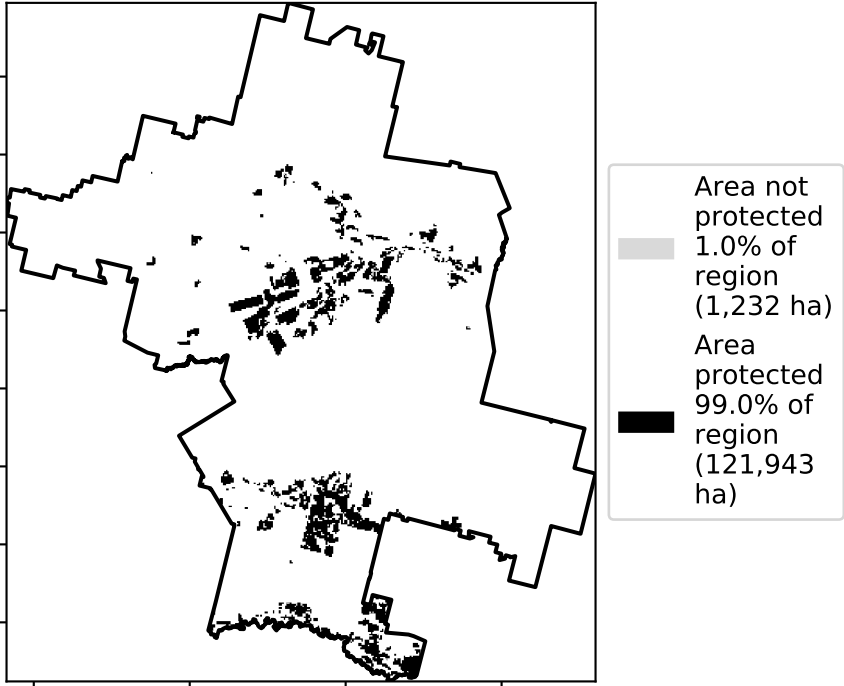 Area not
protected
1.0% of
region
(1,232 ha)
Area
protected
99.0% of
region
(121,943
ha)